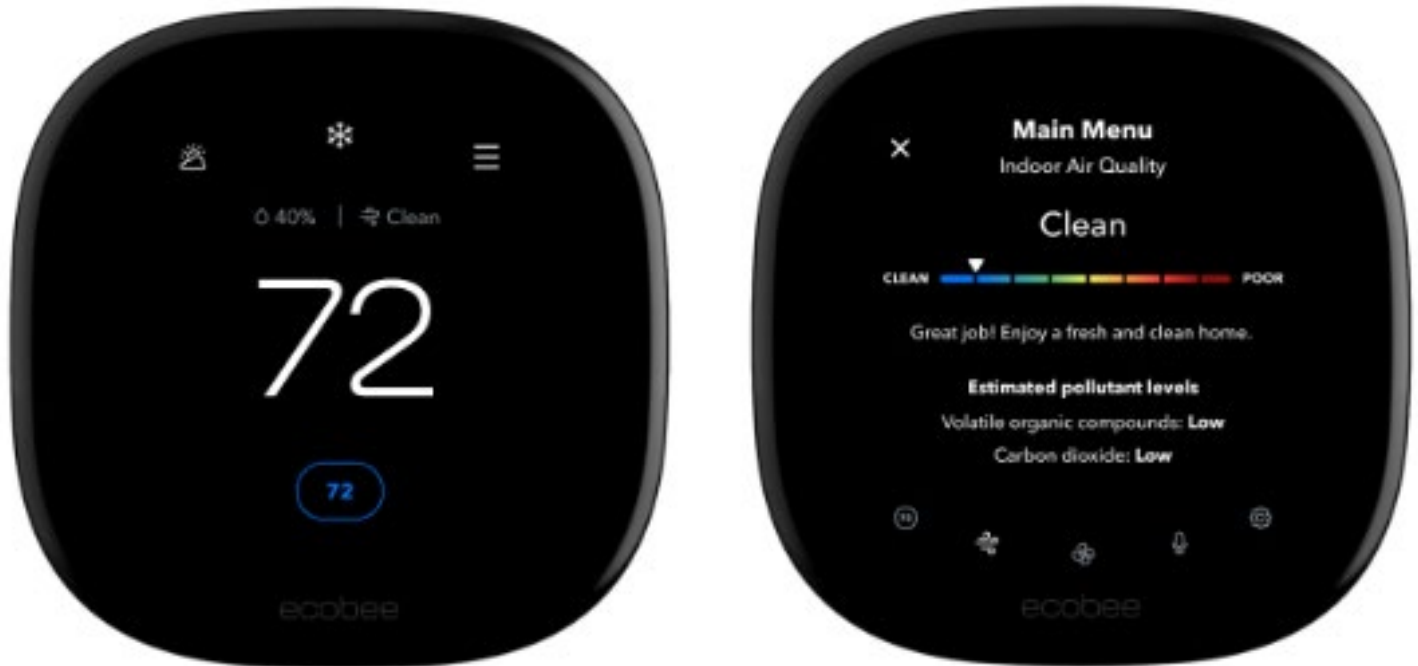 40% | Clean
72
72
ecobee
Main Menu
Indoor Air Quality
Clean
CLEAN POOR
Great job! Enjoy a fresh and clean home.
Estimated pollutant levels
Volatile organic compounds: Low
Carbon dioxide: Low
ecobee